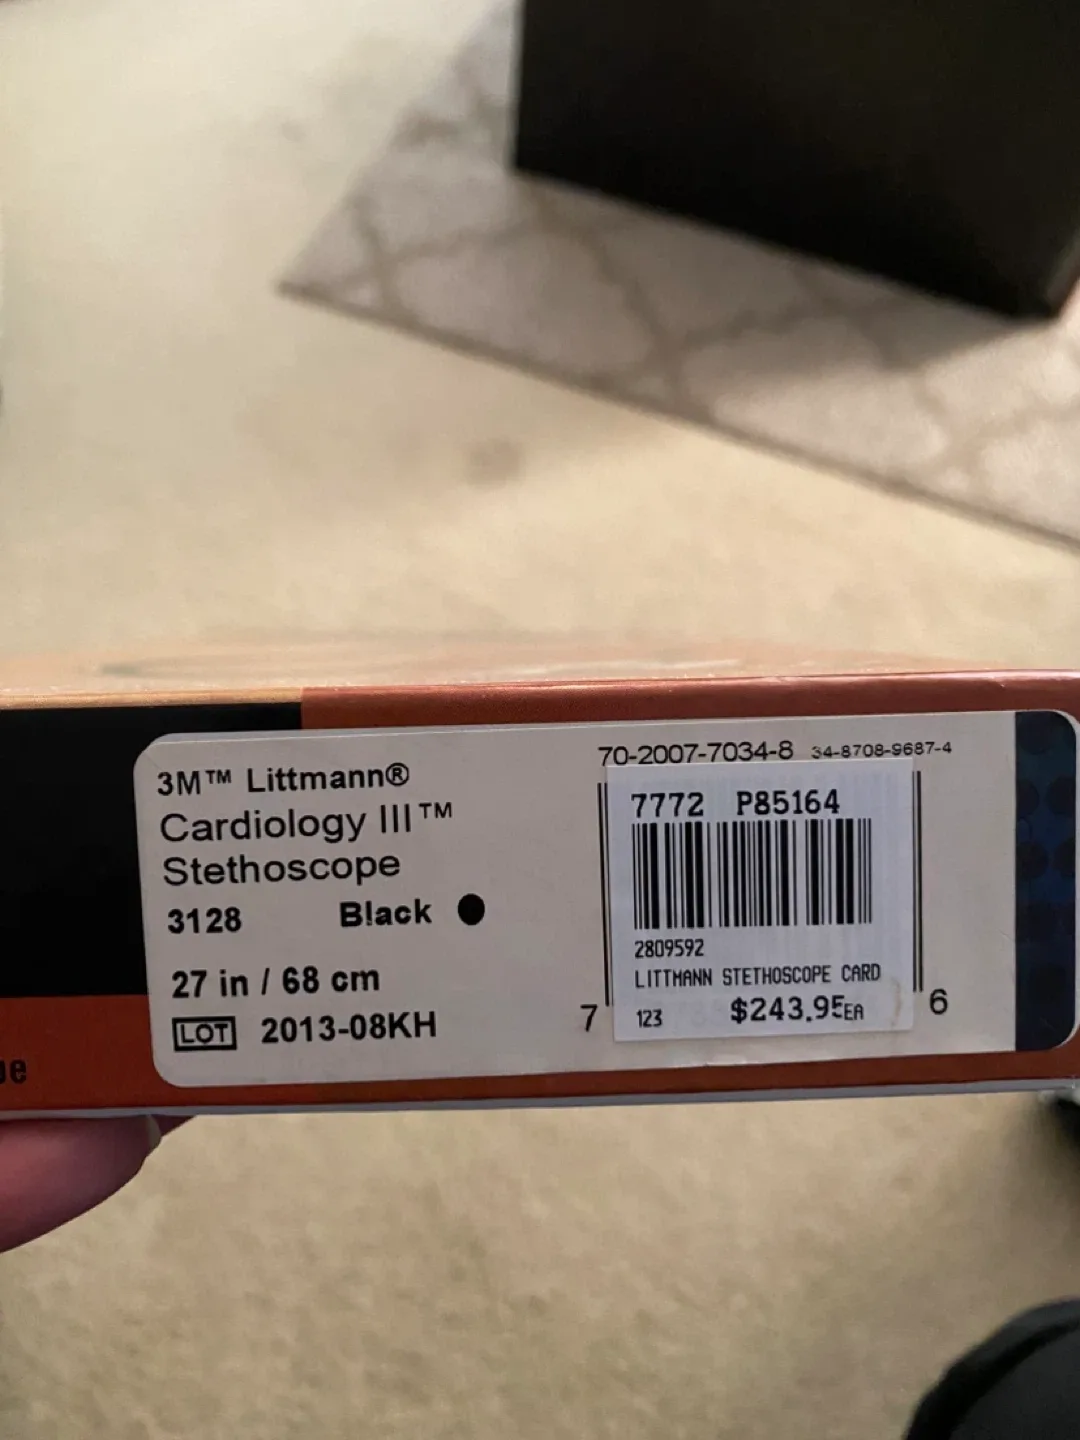 3M™ Littmann®
Cardiology III™
Stethoscope
3128 Black
27 in / 68 cm
LOT 2013-08KH
70-2007-7034-8 34-8708-9687-4
7772 P85164
2809592
LITTMANN STETHOSCOPE CARD
123 $243.95EA
7 6